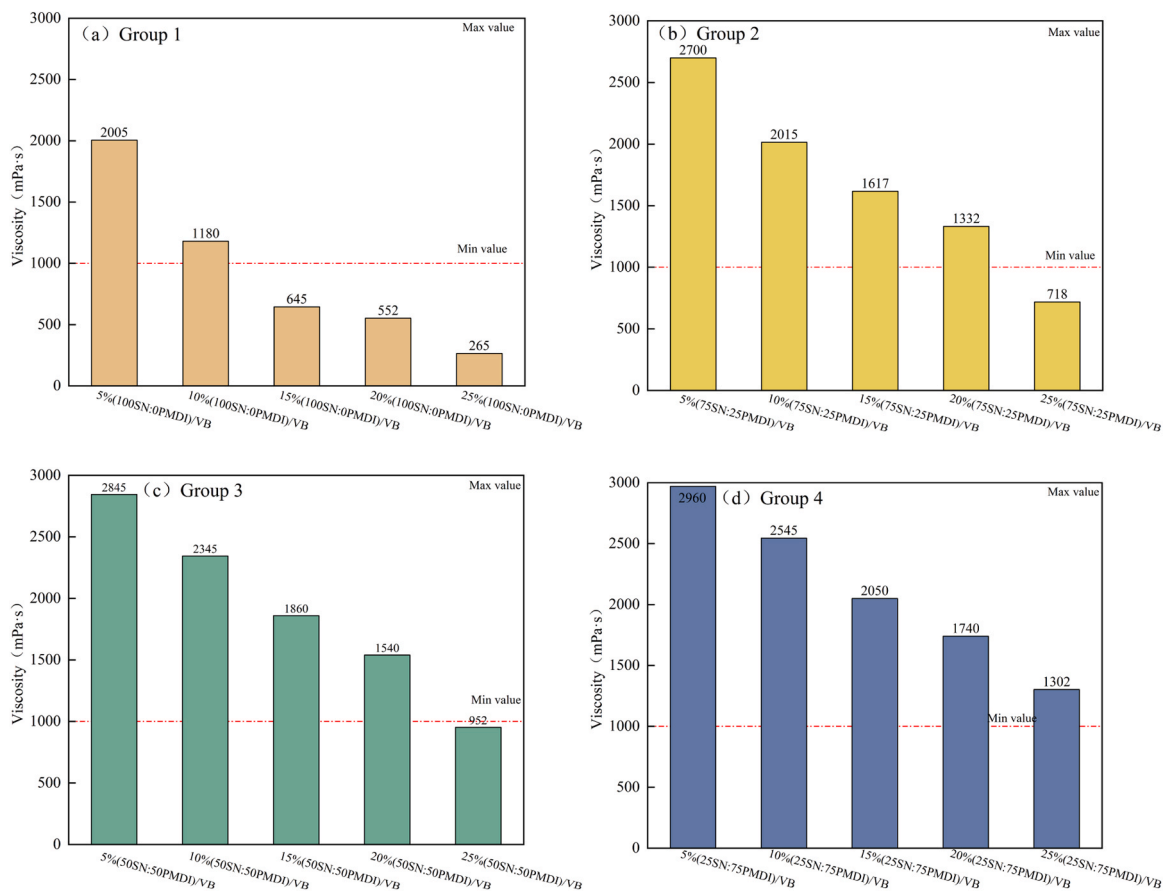 (a) Group 1
Max value
Min value
Viscosity(mPa·s)
3000
2500
2000
1500
1000
500
0
2005
1180
645
552
265
5%(100SN:0PMDI)/VB
10%(100SN:0PMDI)/VB
15%(100SN:0PMDI)/VB
20%(100SN:0PMDI)/VB
25%(100SN:0PMDI)/VB
(b) Group 2
Max value
Min value
Viscosity(mPa·s)
3000
2500
2000
1500
1000
500
0
2700
2015
1617
1332
718
5%(75SN:25PMDI)/VB
10%(75SN:25PMDI)/VB
15%(75SN:25PMDI)/VB
20%(75SN:25PMDI)/VB
25%(75SN:25PMDI)/VB
(c) Group 3
Max value
Min value
Viscosity(mPa·s)
3000
2500
2000
1500
1000
500
0
2845
2345
1860
1540
952
5%(50SN:50PMDI)/VB
10%(50SN:50PMDI)/VB
15%(50SN:50PMDI)/VB
20%(50SN:50PMDI)/VB
25%(50SN:50PMDI)/VB
(d) Group 4
Max value
Min value
Viscosity(mPa·s)
3000
2500
2000
1500
1000
500
0
2960
2545
2050
1740
1302
5%(25SN:75PMDI)/VB
10%(25SN:75PMDI)/VB
15%(25SN:75PMDI)/VB
20%(25SN:75PMDI)/VB
25%(25SN:75PMDI)/VB